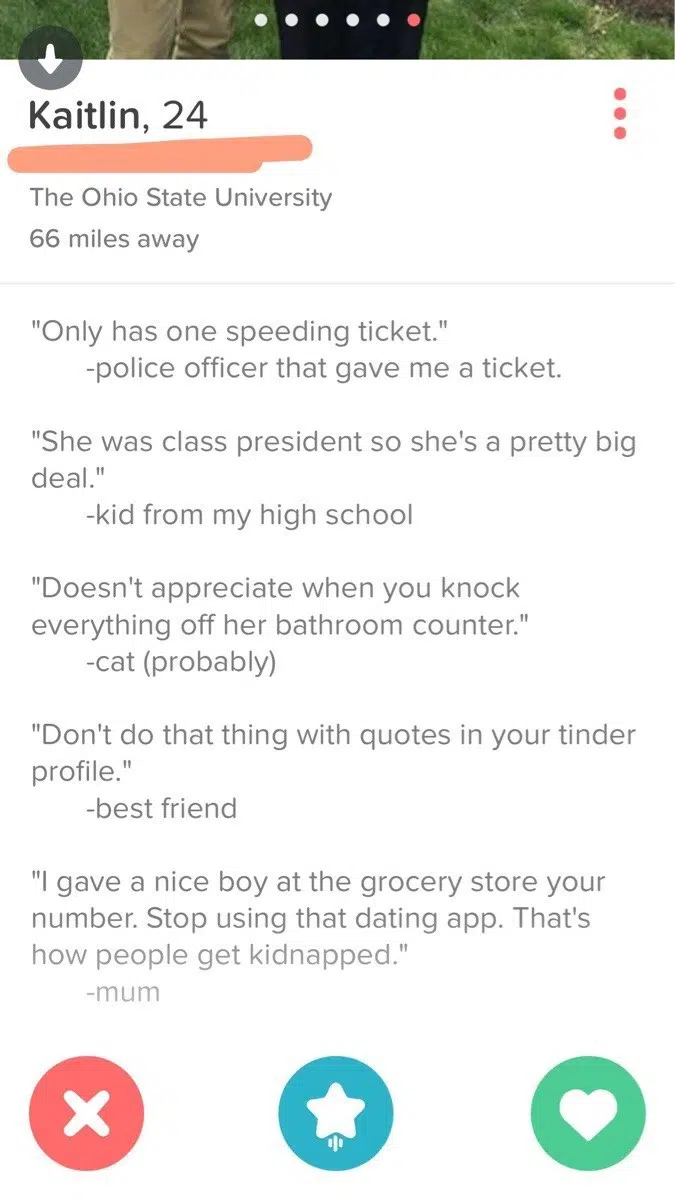 Kaitlin, 24
The Ohio State University
66 miles away
"Only has one speeding ticket."
-police officer that gave me a ticket.
"She was class president so she's a pretty big
deal."
-kid from my high school
"Doesn't appreciate when you knock
everything off her bathroom counter."
-cat (probably)
"Don't do that thing with quotes in your tinder
profile."
-best friend
"I gave a nice boy at the grocery store your
number. Stop using that dating app. That's
how people get kidnapped."
-mum